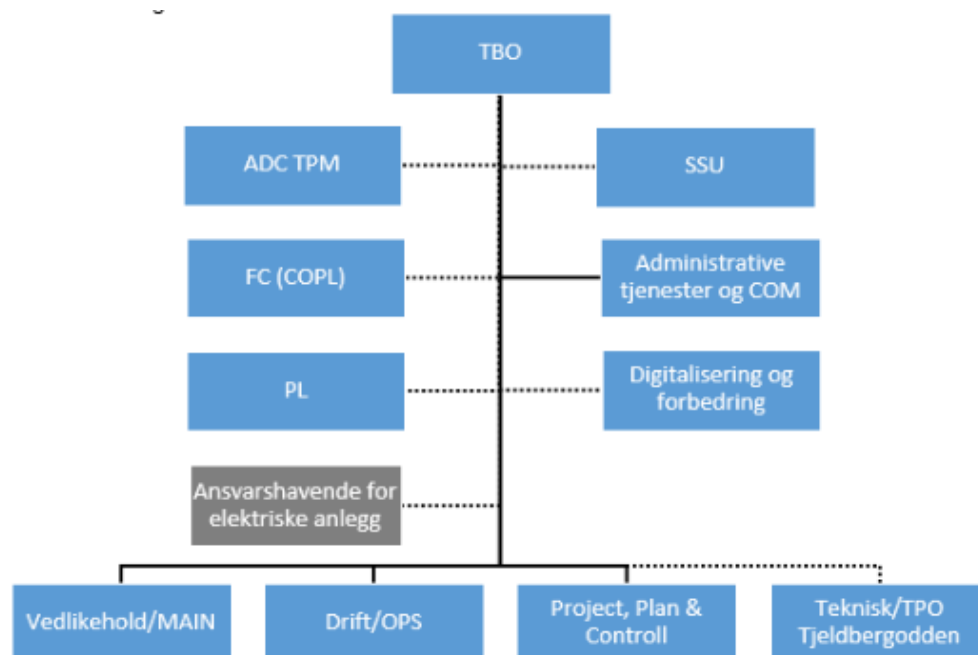 TBO
ADC TPM
SSU
FC (COPL)
Administrative
tjenester og COM
PL
Digitalisering og
forbedring
Ansvarshavende for
elektriske anlegg
Vedlikehold/MAIN
Drift/OPS
Project, Plan &
Controll
Teknisk/TPO
Tjeldbergodden